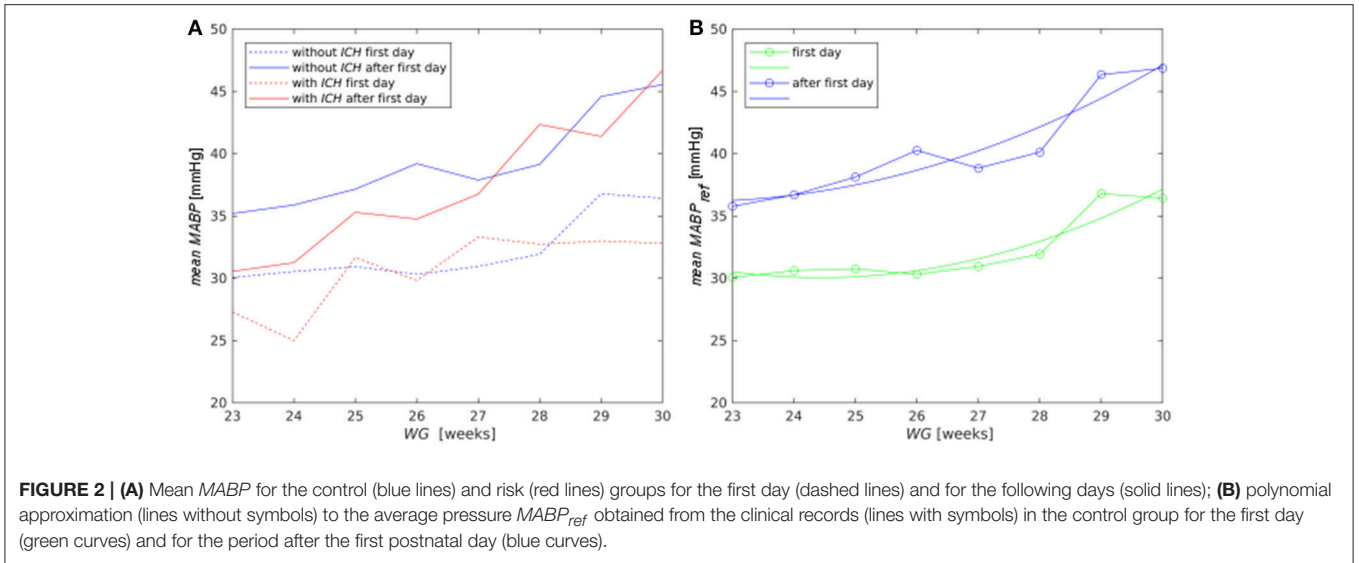 A
50
45
40
35
30
25
20
mean MABP [mmHg]
without ICH first day
without ICH after first day
with ICH first day
with ICH after first day
23 24 25 26 27 28 29 30
WG [weeks]
B
50
45
40
35
30
25
20
mean MABPref [mmHg]
first day
after first day
23 24 25 26 27 28 29 30
WG [weeks]
FIGURE 2 | (A) Mean MABP for the control (blue lines) and risk (red lines) groups for the first day (dashed lines) and for the following days (solid lines); (B) polynomial
approximation (lines without symbols) to the average pressure MABPref obtained from the clinical records (lines with symbols) in the control group for the first day
(green curves) and for the period after the first postnatal day (blue curves).